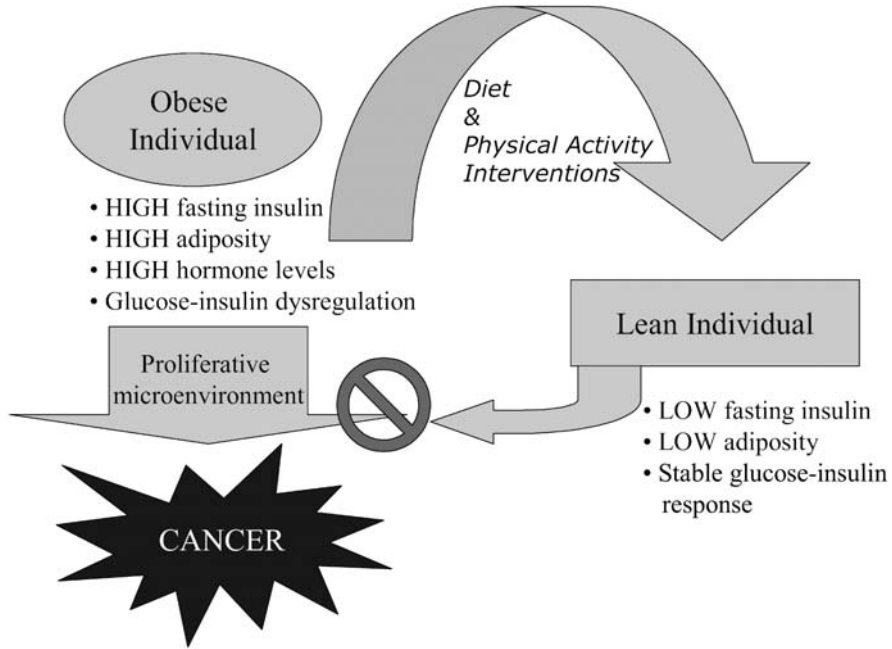 Obese
Individual
• HIGH fasting insulin
• HIGH adiposity
• HIGH hormone levels
• Glucose-insulin dysregulation
Diet
&
Physical Activity
Interventions
Lean Individual
• LOW fasting insulin
• LOW adiposity
• Stable glucose-insulin
response
Proliferative
microenvironment
CANCER